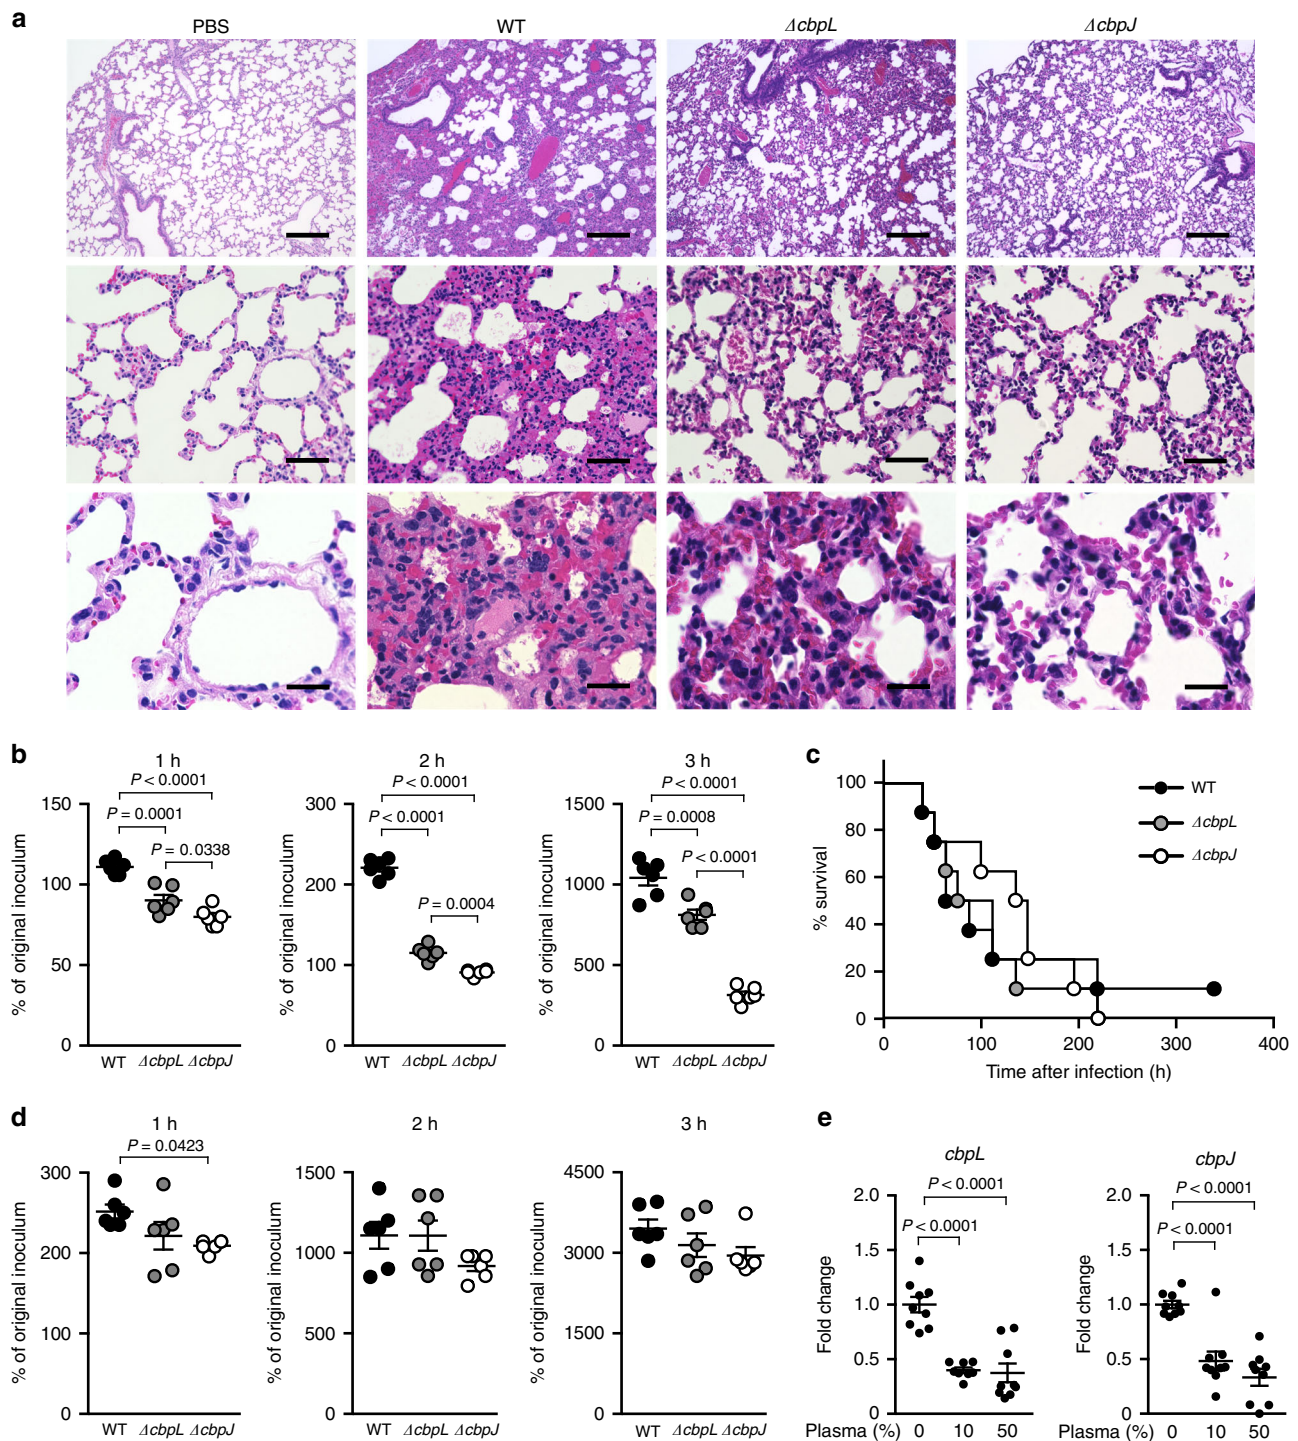 a
PBS WT ΔcbpL ΔcbpJ
b
1 h
P < 0.0001
P = 0.0001
P = 0.0338
% of original inoculum
150
100
50
0
WT ΔcbpL ΔcbpJ
2 h
P < 0.0001
P < 0.0001
P = 0.0004
% of original inoculum
300
200
100
0
WT ΔcbpL ΔcbpJ
3 h
P < 0.0001
P = 0.0008
P < 0.0001
% of original inoculum
1500
1000
500
0
WT ΔcbpL ΔcbpJ
c
% survival
100
80
60
40
20
0
0 100 200 300 400
Time after infection (h)
WT
ΔcbpL
ΔcbpJ
d
1 h
P = 0.0423
% of original inoculum
300
200
100
0
WT ΔcbpL ΔcbpJ
2 h
% of original inoculum
1500
1000
500
0
WT ΔcbpL ΔcbpJ
3 h
% of original inoculum
4500
3000
1500
0
WT ΔcbpL ΔcbpJ
e
cbpL
P < 0.0001
P < 0.0001
Fold change
2.0
1.5
1.0
0.5
0
Plasma (%) 0 10 50
cbpJ
P < 0.0001
P < 0.0001
Fold change
2.0
1.5
1.0
0.5
0
Plasma (%) 0 10 50